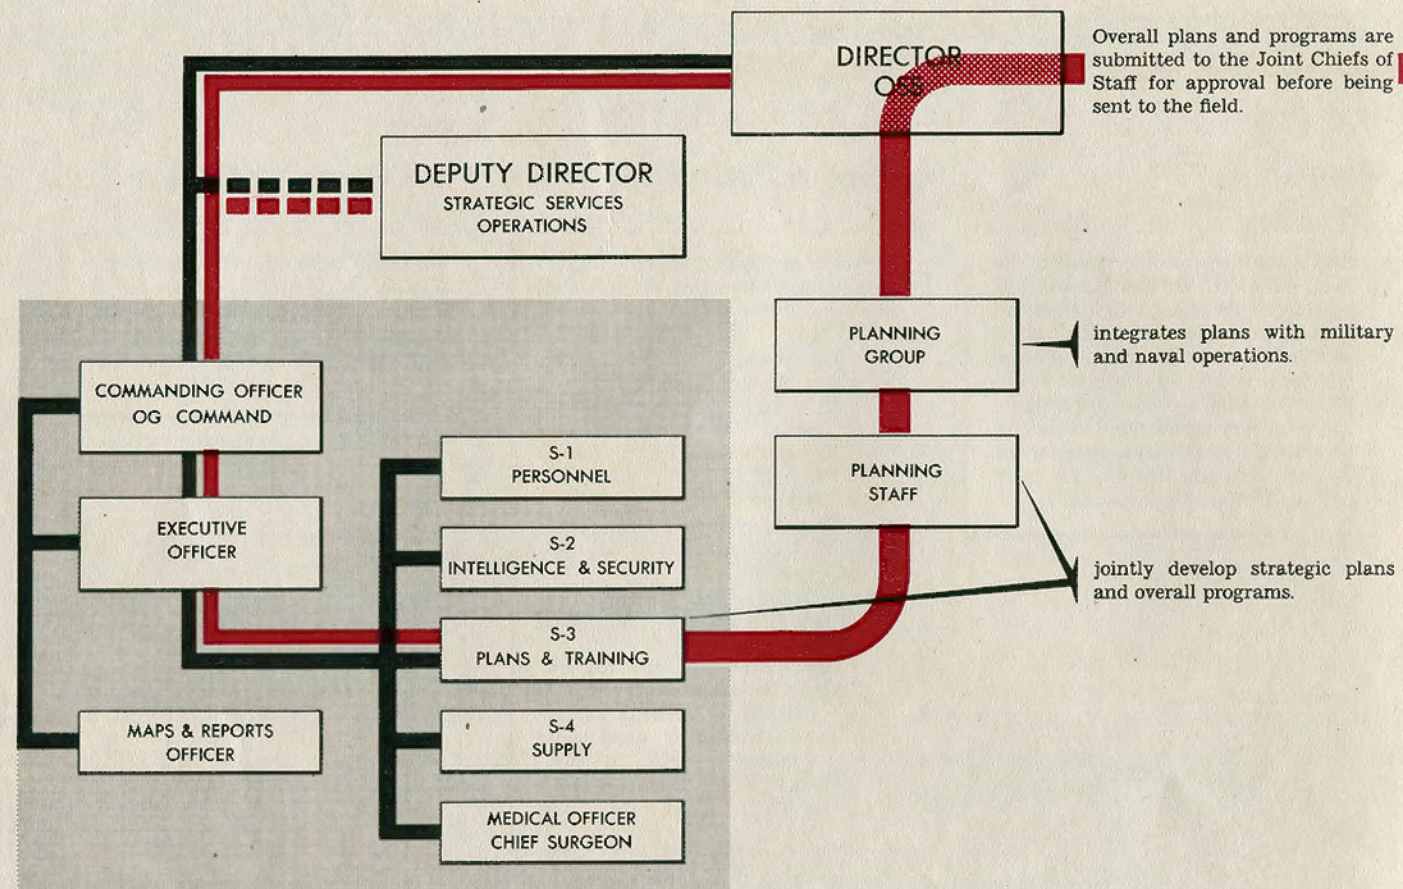 DIRECTOR
OSS
Overall plans and programs are
submitted to the Joint Chiefs of
Staff for approval before being
sent to the field.
DEPUTY DIRECTOR
STRATEGIC SERVICES
OPERATIONS
PLANNING
GROUP
integrates plans with military
and naval operations.
COMMANDING OFFICER
OG COMMAND
S-1
PERSONNEL
PLANNING
STAFF
EXECUTIVE
OFFICER
S-2
INTELLIGENCE & SECURITY
jointly develop strategic plans
and overall programs.
S-3
PLANS & TRAINING
MAPS & REPORTS
OFFICER
S-4
SUPPLY
MEDICAL OFFICER
CHIEF SURGEON